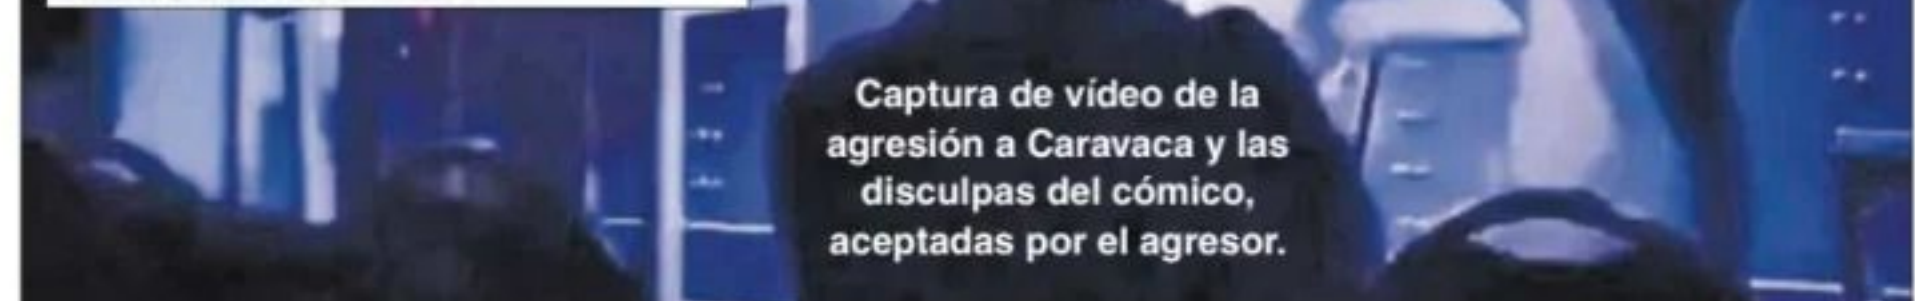 Captura de vídeo de la
agresión a Caravaca y las
disculpas del cómico,
aceptadas por el agresor.